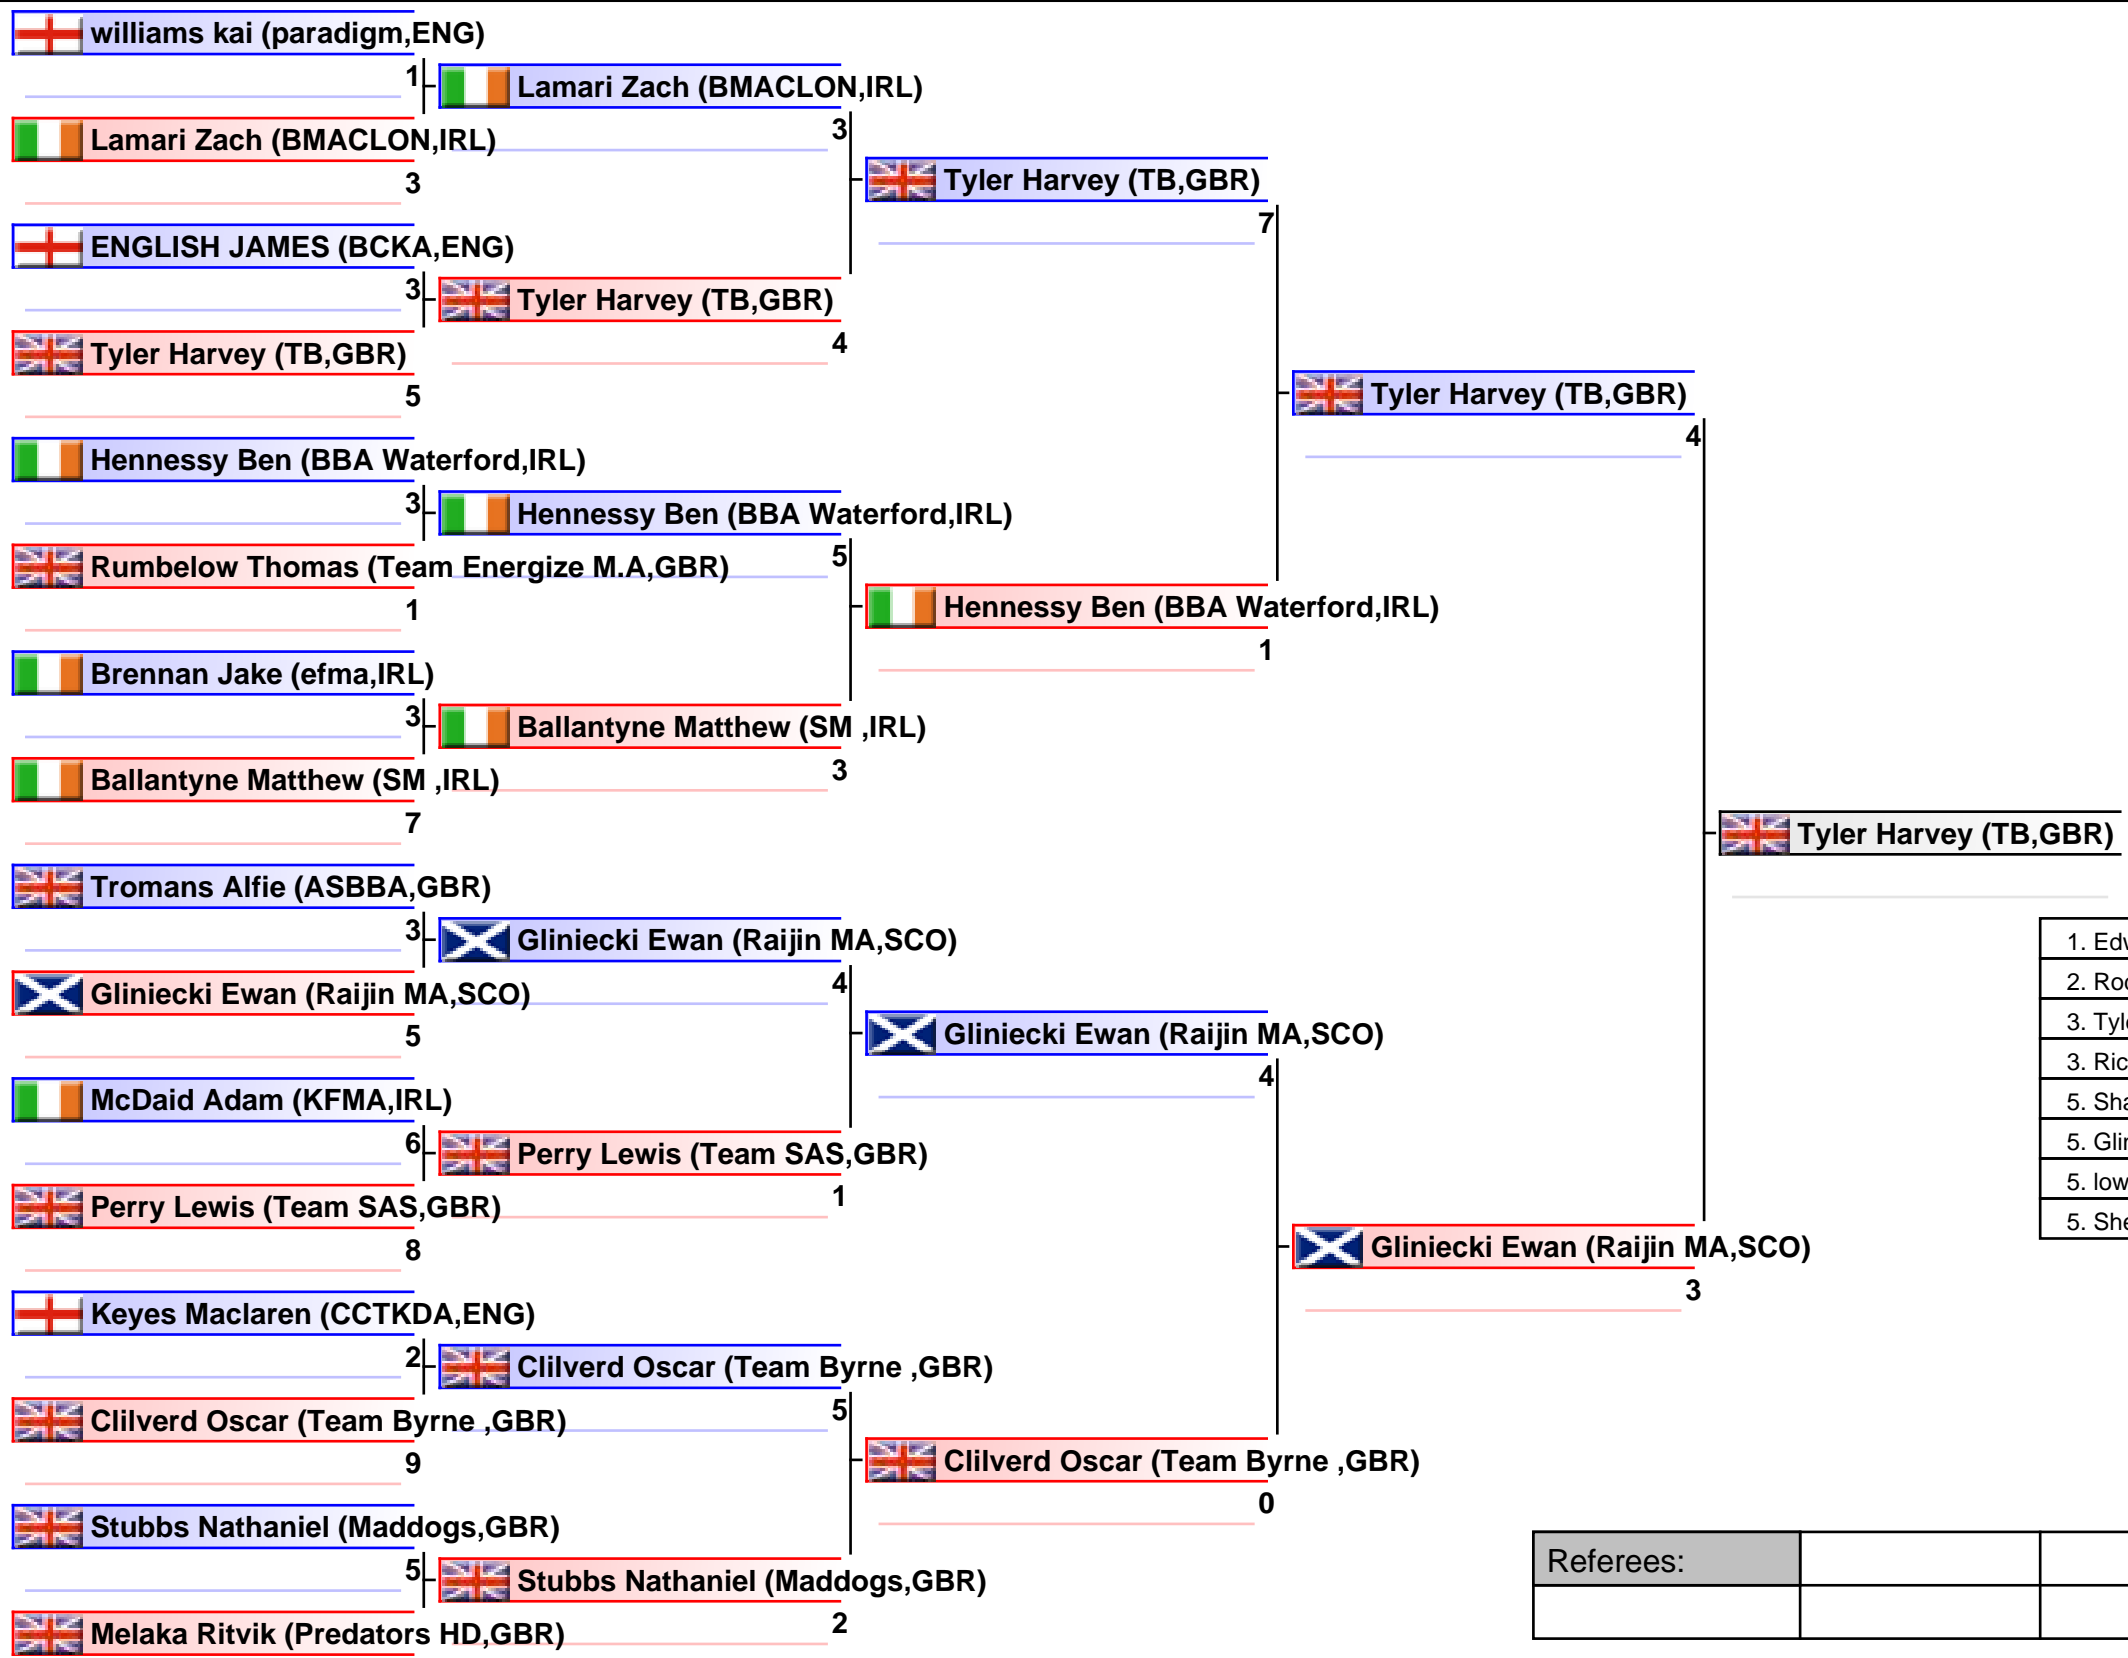 williams kai (paradigm,ENG)
1
Lamari Zach (BMACLON,IRL)
3
ENGLISH JAMES (BCKA,ENG)
3
Tyler Harvey (TB,GBR)
5
Hennessy Ben (BBA Waterford,IRL)
3
Rumbelow Thomas (Team Energize M.A,GBR)
1
Brennan Jake (efma,IRL)
3
Ballantyne Matthew (SM ,IRL)
7
Tromans Alfie (ASBBA,GBR)
3
Gliniecki Ewan (Raijin MA,SCO)
5
McDaid Adam (KFMA,IRL)
6
Perry Lewis (Team SAS,GBR)
8
Keyes Maclaren (CCTKDA,ENG)
2
Clilverd Oscar (Team Byrne ,GBR)
9
Stubbs Nathaniel (Maddogs,GBR)
5
Melaka Ritvik (Predators HD,GBR)
Lamari Zach (BMACLON,IRL)
3
Tyler Harvey (TB,GBR)
4
Hennessy Ben (BBA Waterford,IRL)
5
Ballantyne Matthew (SM ,IRL)
3
Gliniecki Ewan (Raijin MA,SCO)
4
Perry Lewis (Team SAS,GBR)
1
Clilverd Oscar (Team Byrne ,GBR)
5
Stubbs Nathaniel (Maddogs,GBR)
2
Tyler Harvey (TB,GBR)
7
Hennessy Ben (BBA Waterford,IRL)
1
Gliniecki Ewan (Raijin MA,SCO)
4
Clilverd Oscar (Team Byrne ,GBR)
0
Tyler Harvey (TB,GBR)
4
Gliniecki Ewan (Raijin MA,SCO)
3
Tyler Harvey (TB,GBR)
1.
2.
3.
3.
5.
5.
5.
5.
Referees: